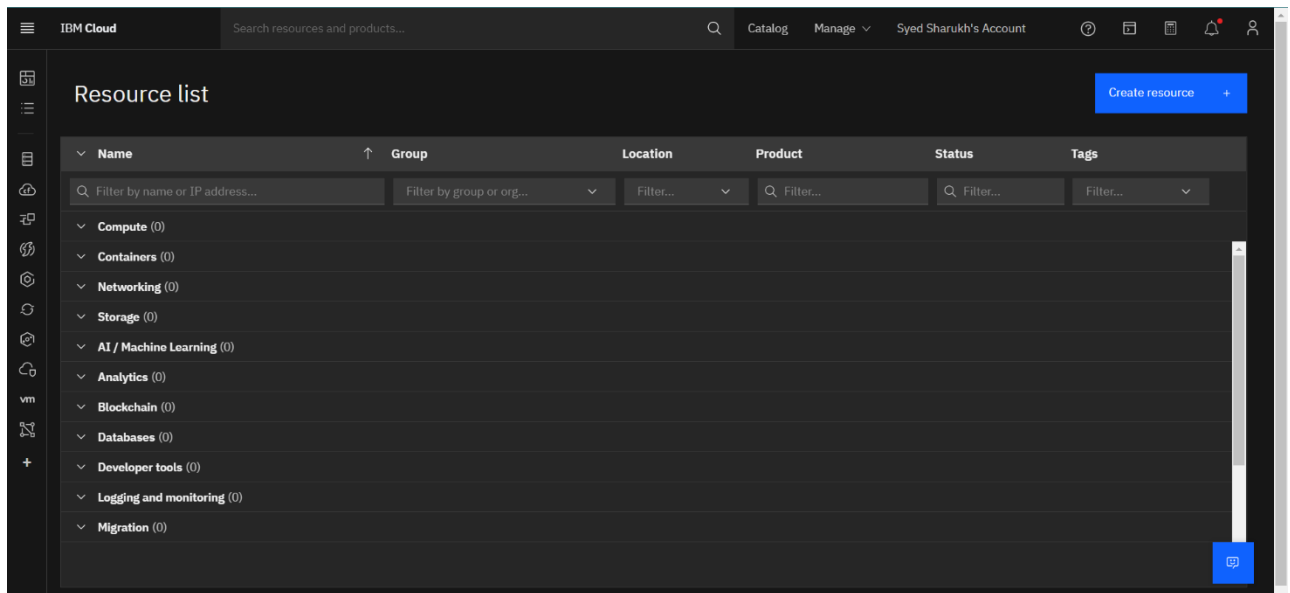 IBM Cloud Search resources and products... Catalog Manage Syed Sharukh's Account
Resource list
Create resource +
Name Group Location Product Status Tags
Filter by name or IP address... Filter by group or org... Filter... Filter... Filter... Filter...
Compute (0)
Containers (0)
Networking (0)
Storage (0)
AI / Machine Learning (0)
Analytics (0)
vm
Blockchain (0)
Databases (0)
Developer tools (0)
Logging and monitoring (0)
Migration (0)